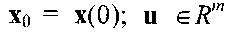 x₀ = x(0); u ∈Rᵐ